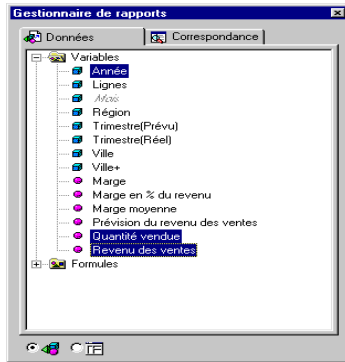 Gestionnaire de rapports
Données
Correspondance
Variables
Année
Lignes
Mois
Région
Trimestre(Prévu)
Trimestre(Réel)
Ville
Ville+
Marge
Marge en % du revenu
Marge moyenne
Prévision du revenu des ventes
Quantité vendue
Revenu des ventes
Formules